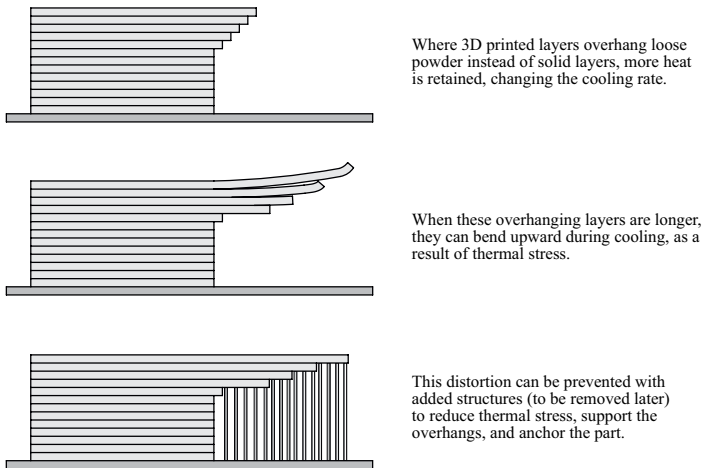 Where 3D printed layers overhang loose
powder instead of solid layers, more heat
is retained, changing the cooling rate.
When these overhanging layers are longer,
they can bend upward during cooling, as a
result of thermal stress.
This distortion can be prevented with
added structures (to be removed later)
to reduce thermal stress, support the
overhangs, and anchor the part.